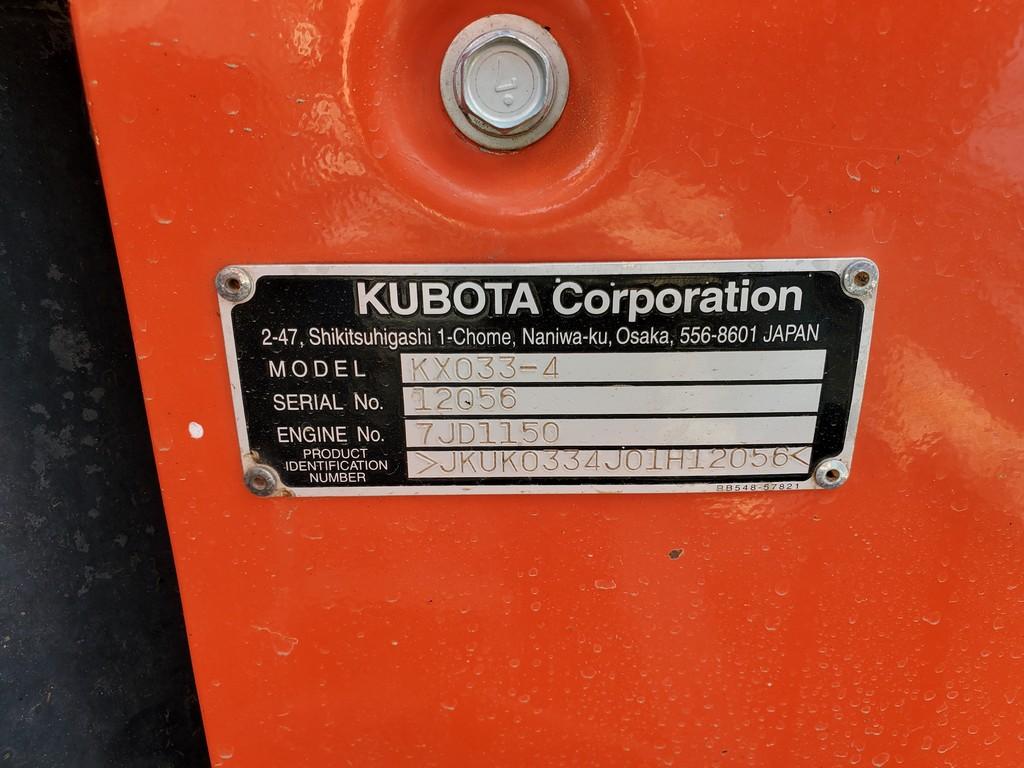 7.
KUBOTA Corporation
2-47, Shikitsuhigashi 1-Chome, Naniwa-ku, Osaka, 556-8601 JAPAN
MODEL KX033-4
SERIAL No. 12056
ENGINE No. 7JD1150
PRODUCT IDENTIFICATION NUMBER >JKUK0334J01H12056<
RB548-57821